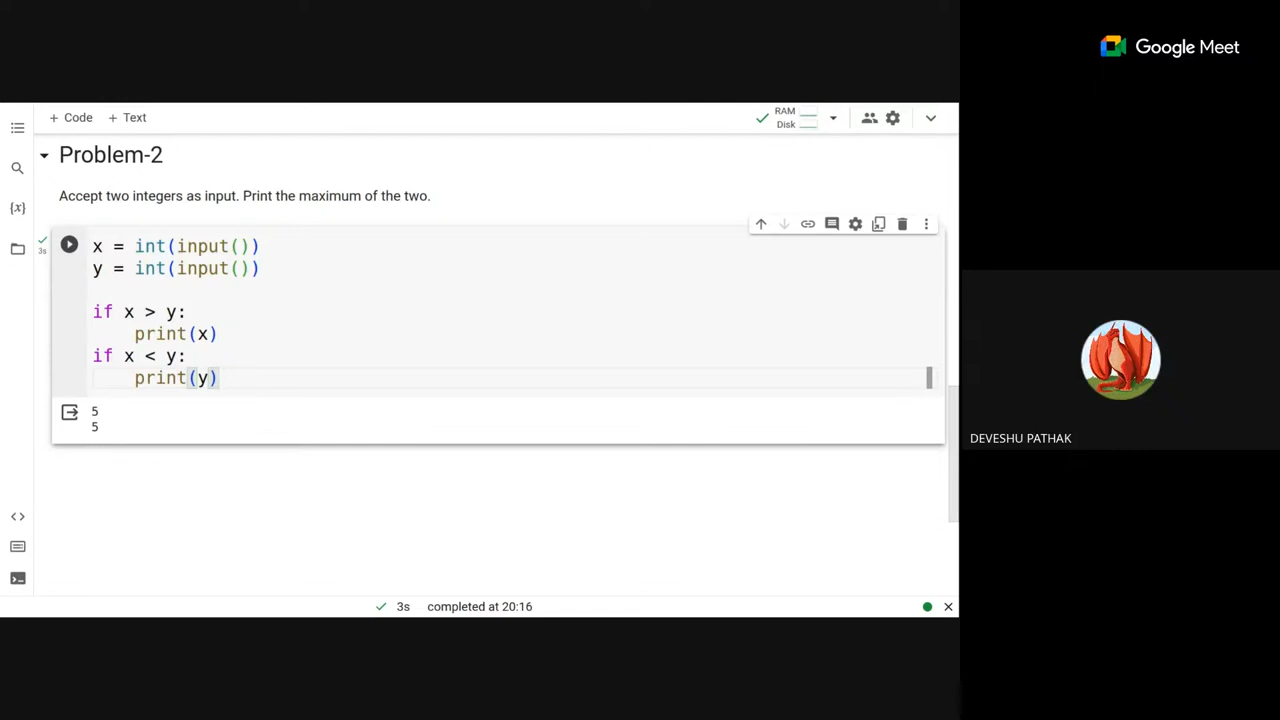 Google Meet
+ Code + Text
RAM
Disk
Problem-2
Accept two integers as input. Print the maximum of the two.
{x}
3s
x = int(input())
y = int(input())
if x > y:
    print(x)
if x < y:
    print(y)
5
5
DEVESHU PATHAK
3s completed at 20:16